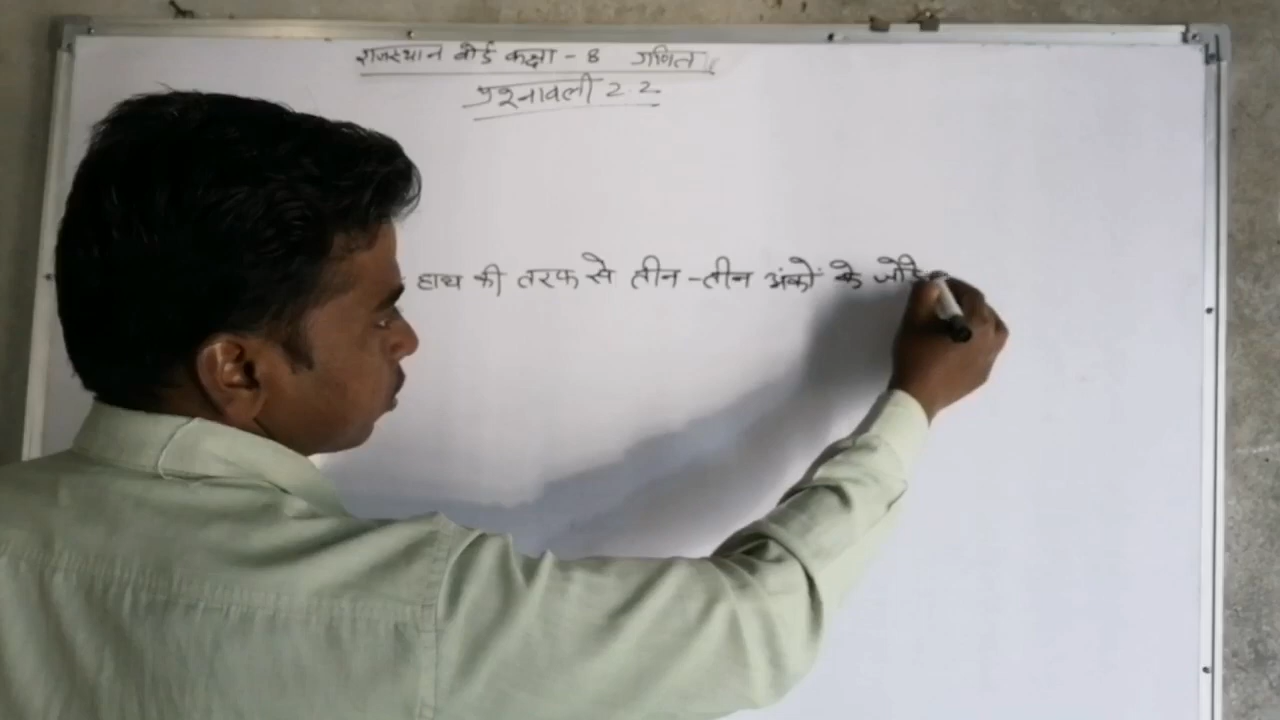 राजस्थान बोर्ड कक्षा - 8 गणित
प्रश्नावली 2.2
हाथ की तरफ से तीन - तीन अंकों के